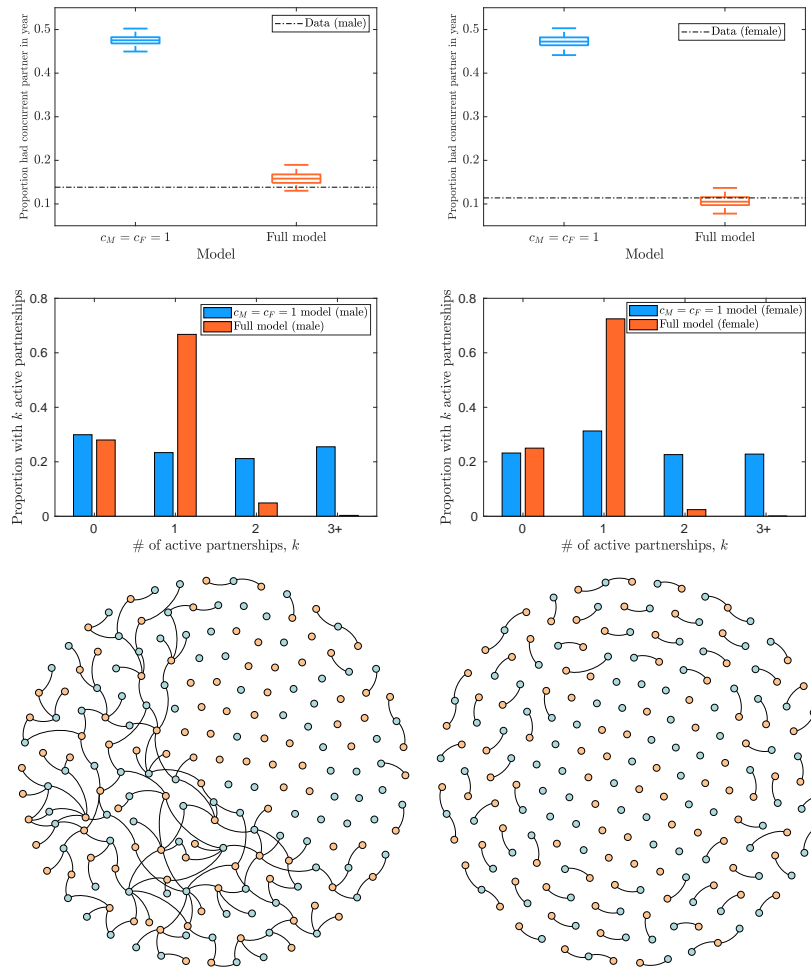 Proportion had concurrent partner in year
0.5
0.4
0.3
0.2
0.1
Data (male)
c_M = c_F = 1
Full model
Model
Proportion had concurrent partner in year
0.5
0.4
0.3
0.2
0.1
Data (female)
c_M = c_F = 1
Full model
Model
Proportion with k active partnerships
0.8
0.6
0.4
0.2
0
c_M = c_F = 1 model (male)
Full model (male)
0 1 2 3+
# of active partnerships, k
Proportion with k active partnerships
0.8
0.6
0.4
0.2
0
c_M = c_F = 1 model (female)
Full model (female)
0 1 2 3+
# of active partnerships, k